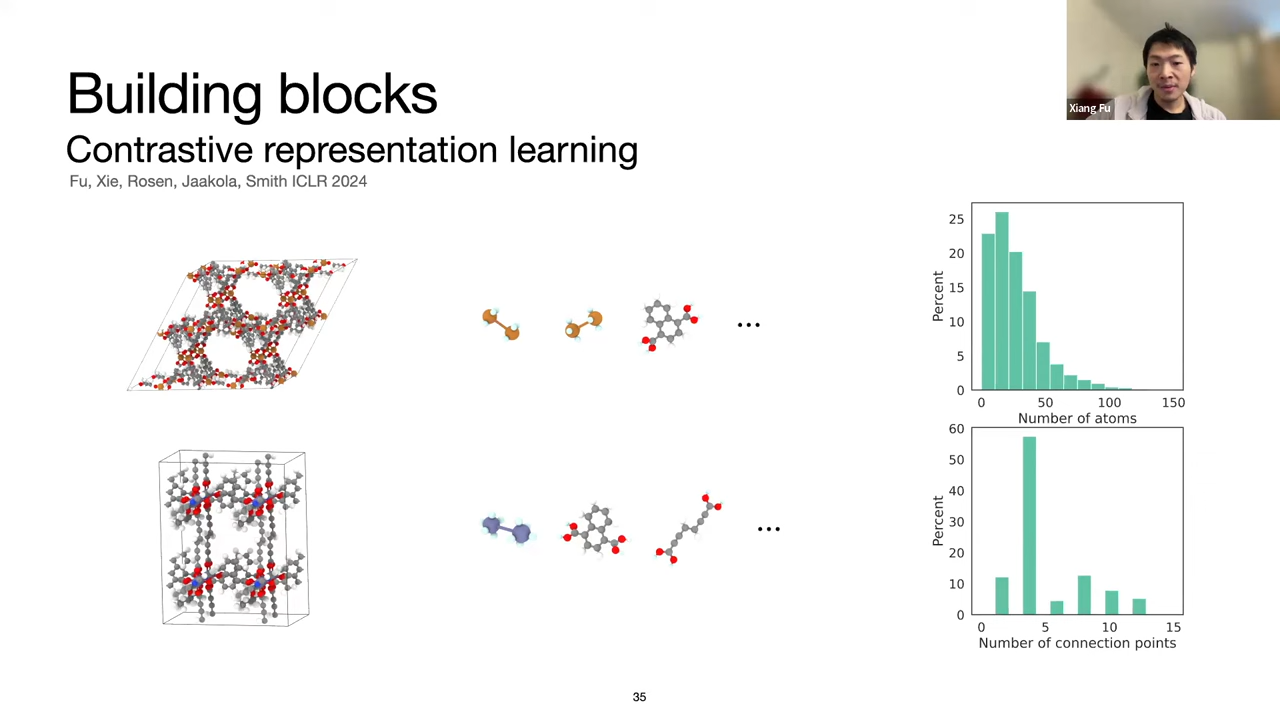 Building blocks
Contrastive representation learning
Fu, Xie, Rosen, Jaakola, Smith ICLR 2024
Xiang Fu
...
...
25
20
15
10
5
0
Percent
0 50 100 150
Number of atoms
60
50
40
30
20
10
0
Percent
0 5 10 15
Number of connection points
35